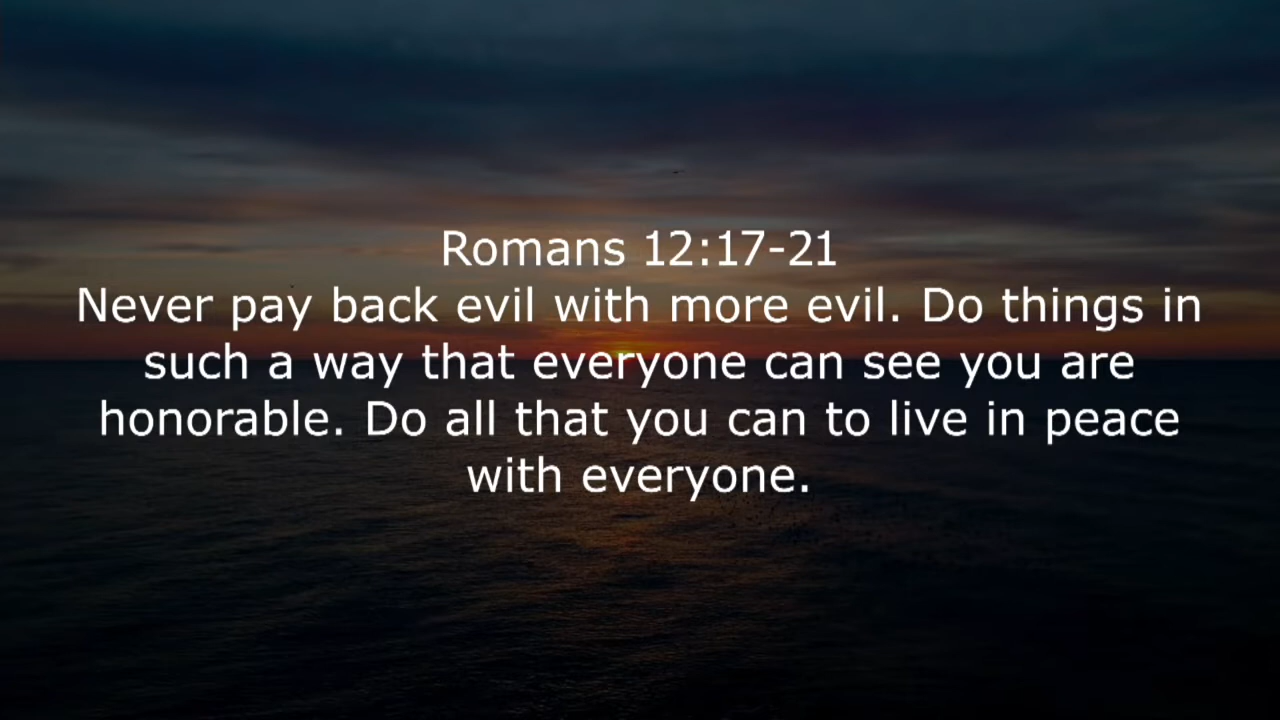 Romans 12:17-21
Never pay back evil with more evil. Do things in
such a way that everyone can see you are
honorable. Do all that you can to live in peace
with everyone.